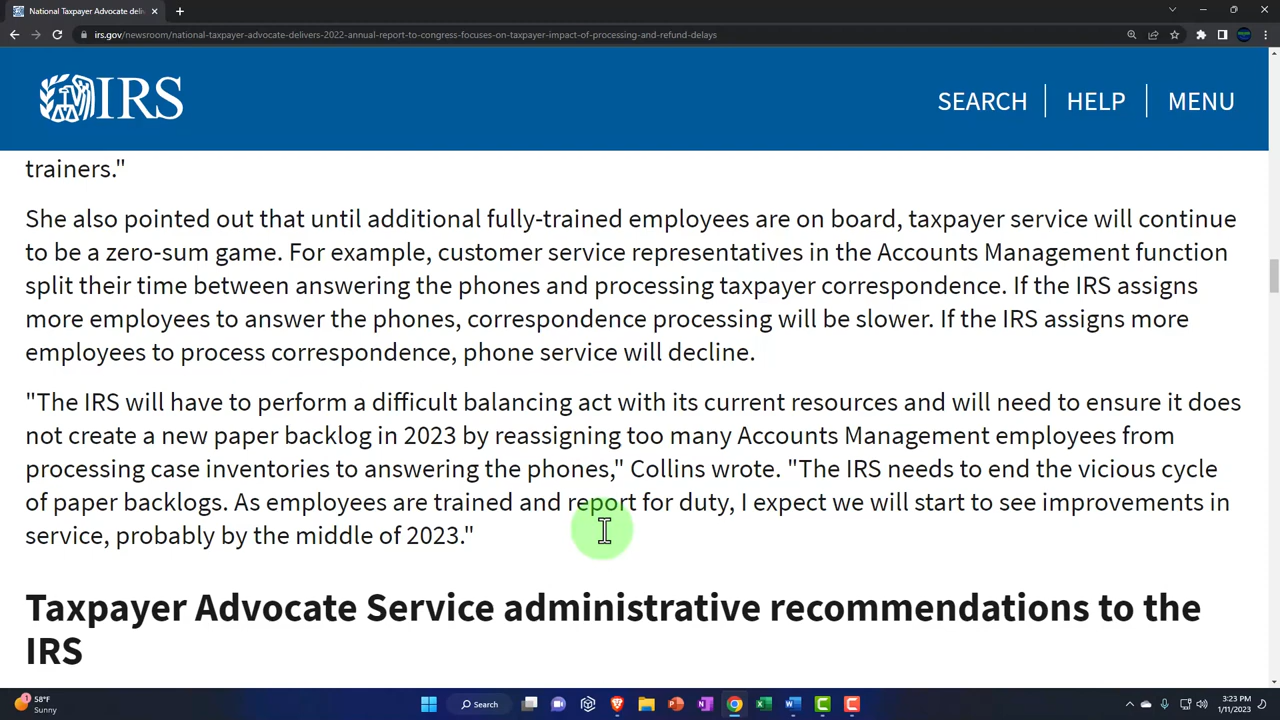 National Taxpayer Advocate deli
irs.gov/newsroom/national-taxpayer-advocate-delivers-2022-annual-report-to-congress-focuses-on-taxpayer-impact-of-processing-and-refund-delays
IRS
SEARCH
HELP
MENU
trainers."
She also pointed out that until additional fully-trained employees are on board, taxpayer service will continue
to be a zero-sum game. For example, customer service representatives in the Accounts Management function
split their time between answering the phones and processing taxpayer correspondence. If the IRS assigns
more employees to answer the phones, correspondence processing will be slower. If the IRS assigns more
employees to process correspondence, phone service will decline.
"The IRS will have to perform a difficult balancing act with its current resources and will need to ensure it does
not create a new paper backlog in 2023 by reassigning too many Accounts Management employees from
processing case inventories to answering the phones," Collins wrote. "The IRS needs to end the vicious cycle
of paper backlogs. As employees are trained and report for duty, I expect we will start to see improvements in
service, probably by the middle of 2023."
Taxpayer Advocate Service administrative recommendations to the
IRS
1
58°F
Sunny
Search
3:23 PM
1/11/2023